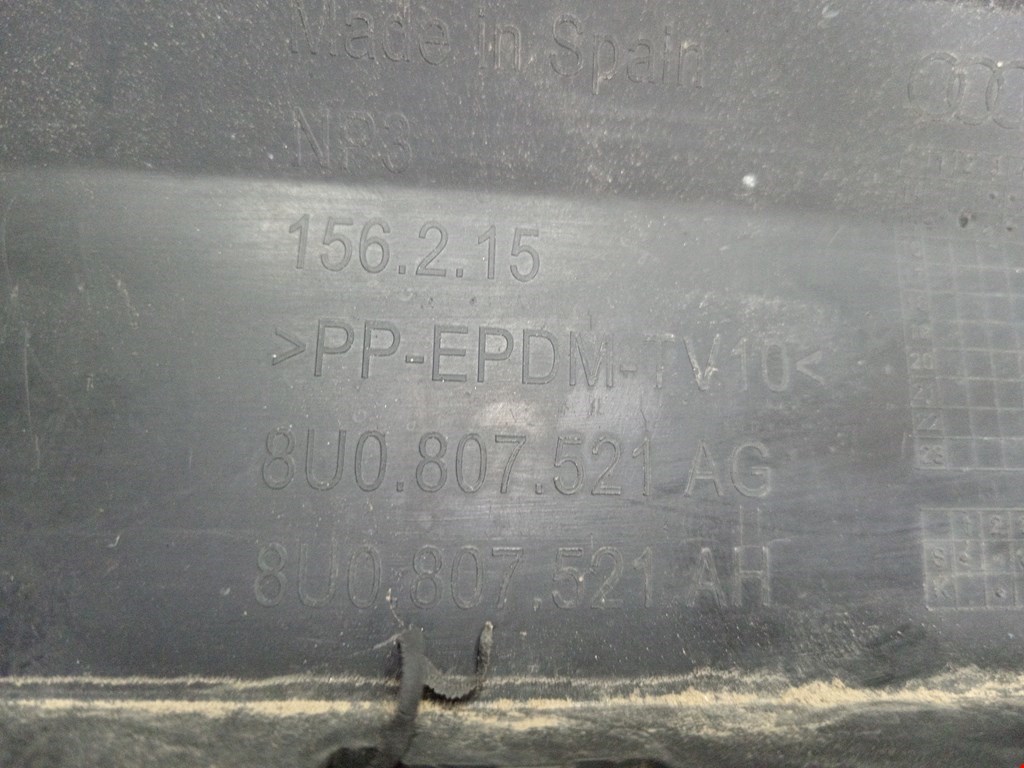 Made in Spain
NP3
156.2.15
>PP-EPDM-TV10<
8U0.807.521 AG
8U0.807.521 AH